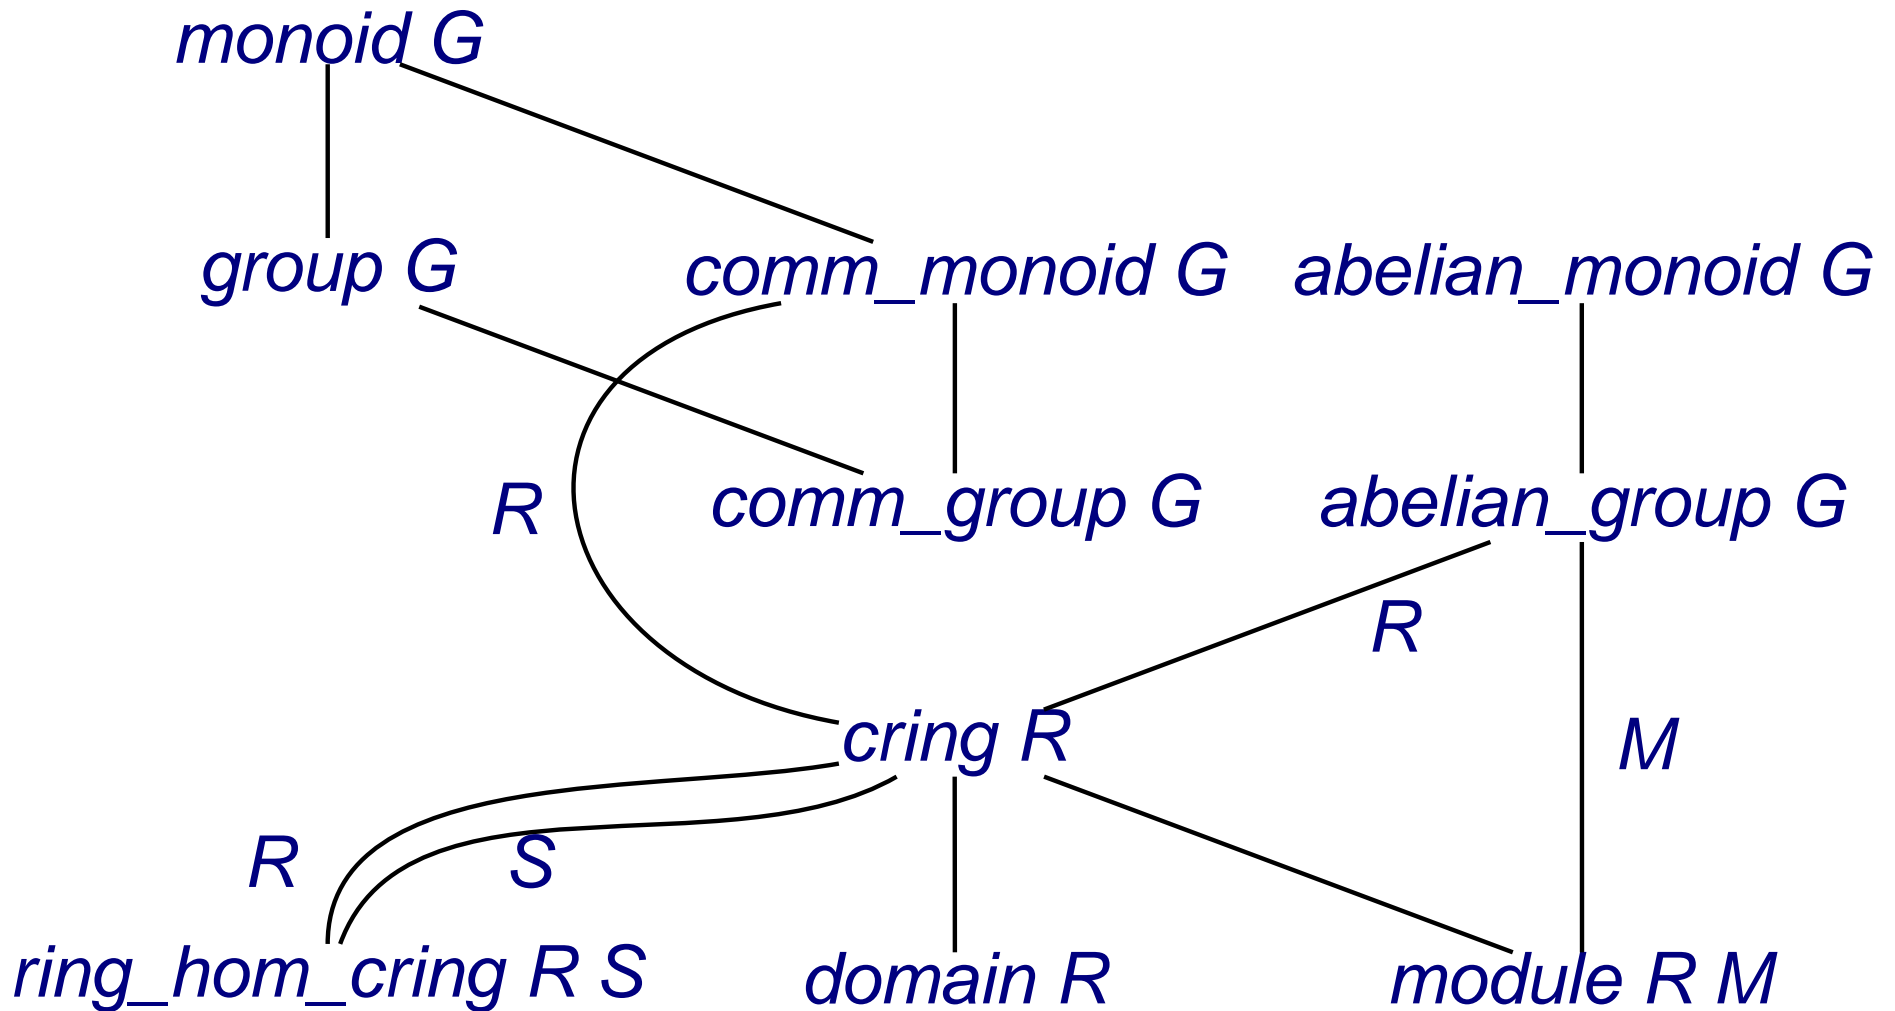 monoid G
group G
comm_monoid G
abelian_monoid G
R
comm_group G
abelian_group G
R
cring R
M
R
S
ring_hom_cring R S
domain R
module R M